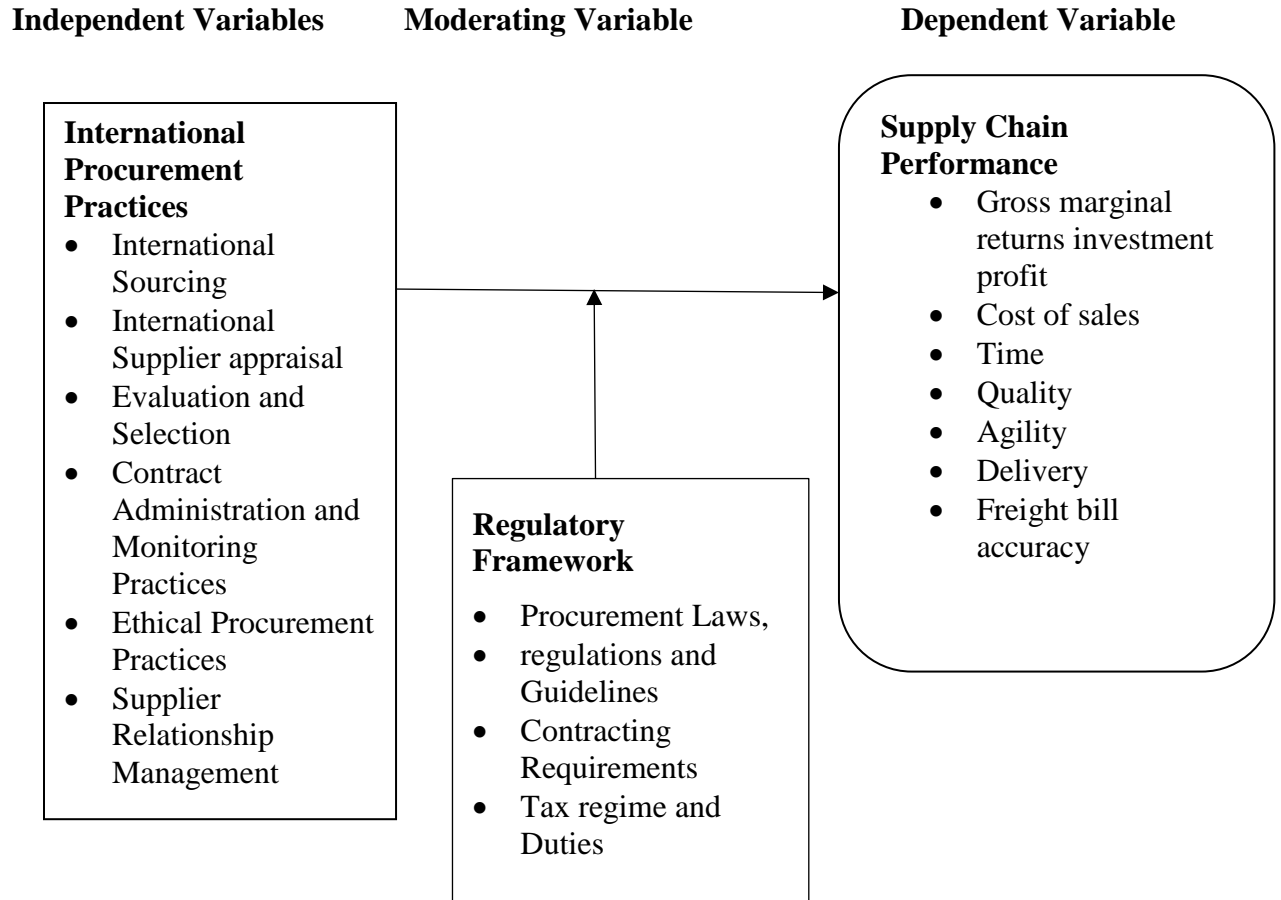 Independent Variables
Moderating Variable
Dependent Variable
International
Procurement
Practices
• International
Sourcing
• International
Supplier appraisal
• Evaluation and
Selection
• Contract
Administration and
Monitoring
Practices
• Ethical Procurement
Practices
• Supplier
Relationship
Management
Regulatory
Framework
• Procurement Laws,
• regulations and
Guidelines
• Contracting
Requirements
• Tax regime and
Duties
Supply Chain
Performance
• Gross marginal
returns investment
profit
• Cost of sales
• Time
• Quality
• Agility
• Delivery
• Freight bill
accuracy